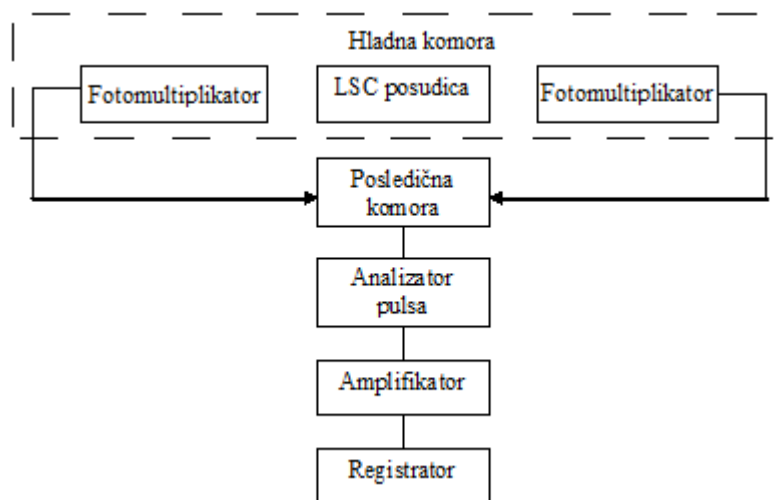 Hladna komora
Fotomultiplikator
LSC posudica
Fotomultiplikator
Posledična
komora
Analizator
pulsa
Amplifikator
Registrator